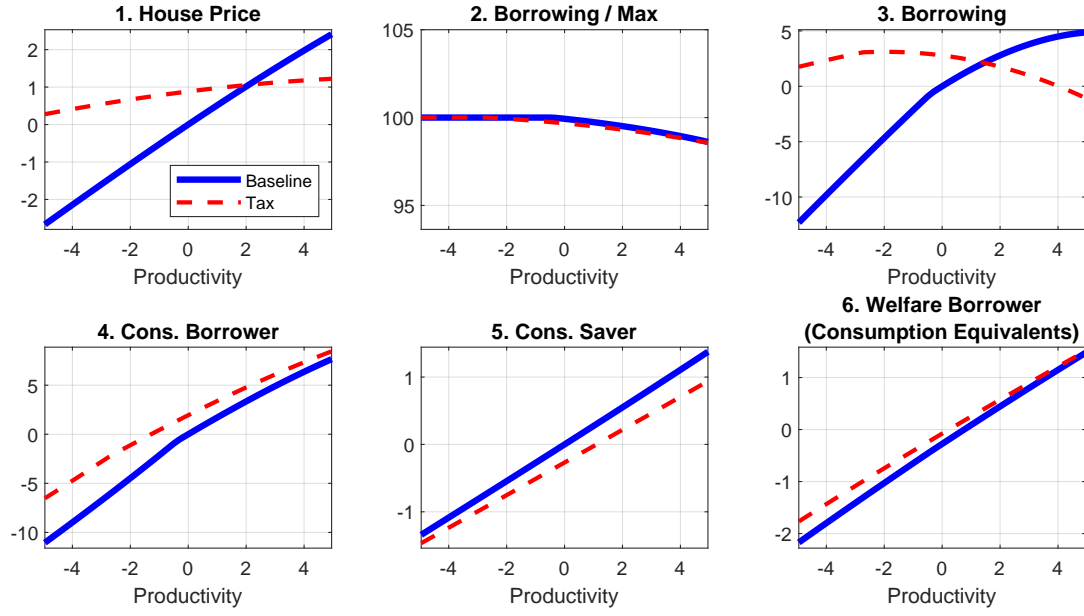 1. House Price
2
1
0
-1
-2
Baseline
Tax
-4 -2 0 2 4
Productivity
2. Borrowing / Max
105
100
95
-4 -2 0 2 4
Productivity
3. Borrowing
5
0
-5
-10
-4 -2 0 2 4
Productivity
4. Cons. Borrower
5
0
-5
-10
-4 -2 0 2 4
Productivity
5. Cons. Saver
1
0
-1
-4 -2 0 2 4
Productivity
6. Welfare Borrower
(Consumption Equivalents)
1
0
-1
-2
-4 -2 0 2 4
Productivity